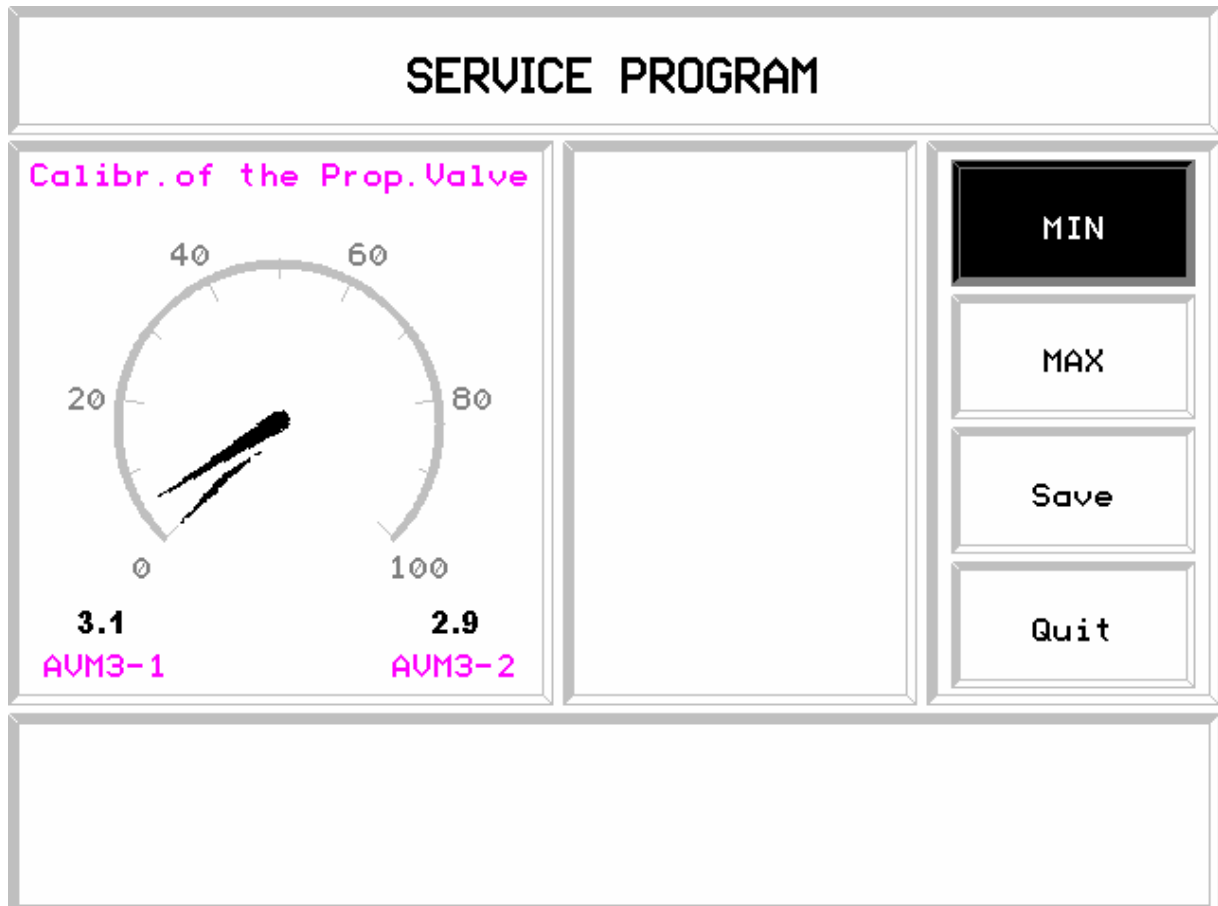 SERVICE PROGRAM
Calibr.of the Prop.Valve
40 60
20 80
0 100
3.1 2.9
AVM3-1 AVM3-2
MIN
MAX
Save
Quit